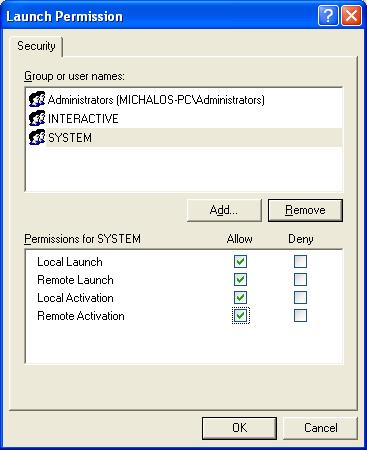 Launch Permission
Security
Group or user names:
Administrators (MICHALOS-PC\Administrators)
INTERACTIVE
SYSTEM
Add... Remove
Permissions for SYSTEM Allow Deny
Local Launch
Remote Launch
Local Activation
Remote Activation
OK Cancel